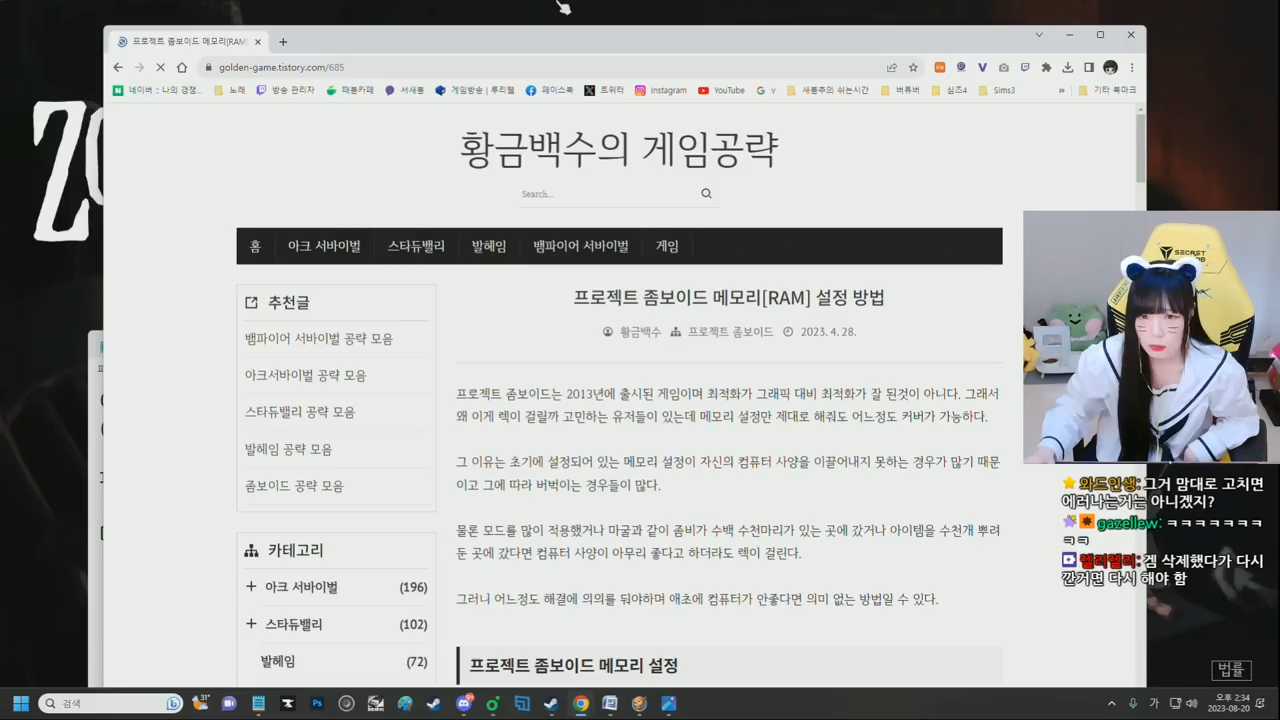 프로젝트 좀보이드 메모리[RAM]
golden-game.tistory.com/685
네이버 :: 나의 경쟁... 노래 방송 관리자 때퐁카페 서새봉 게임방송 | 루리웹 페이스북 트위터 Instagram YouTube v 새퐁주의 쉬는시간 버튜버 심즈4 Sims3 » 기타 북마크
황금백수의 게임공략
Search...
홈 아크 서바이벌 스타듀밸리 발헤임 뱀파이어 서바이벌 게임
추천글
뱀파이어 서바이벌 공략 모음
아크서바이벌 공략 모음
스타듀밸리 공략 모음
발헤임 공략 모음
좀보이드 공략 모음
카테고리
+ 아크 서바이벌 (196)
+ 스타듀밸리 (102)
발헤임 (72)
프로젝트 좀보이드 메모리[RAM] 설정 방법
황금백수 프로젝트 좀보이드 2023. 4. 28.
프로젝트 좀보이드는 2013년에 출시된 게임이며 최적화가 그래픽 대비 최적화가 잘 된것이 아니다. 그래서
왜 이게 렉이 걸릴까 고민하는 유저들이 있는데 메모리 설정만 제대로 해줘도 어느정도 커버가 가능하다.
그 이유는 초기에 설정되어 있는 메모리 설정이 자신의 컴퓨터 사양을 이끌어내지 못하는 경우가 많기 때문
이고 그에 따라 버벅이는 경우들이 많다.
물론 모드를 많이 적용했거나 마굴과 같이 좀비가 수백 수천마리가 있는 곳에 갔거나 아이템을 수천개 뿌려
둔 곳에 갔다면 컴퓨터 사양이 아무리 좋다고 하더라도 렉이 걸린다.
그러니 어느정도 해결에 의의를 둬야하며 애초에 컴퓨터가 안좋다면 의미 없는 방법일 수 있다.
프로젝트 좀보이드 메모리 설정
SECRET
와드인생: 그거 맘대로 고치면
에러나는거는 아니겠지?
gazellew: ㅋㅋㅋㅋㅋㅋㅋ
ㅋㅋ
렐리렐리: 겜 삭제했다가 다시
깐거면 다시 해야 함
법률
검색
31°
가
오후 2:34
2023-08-20